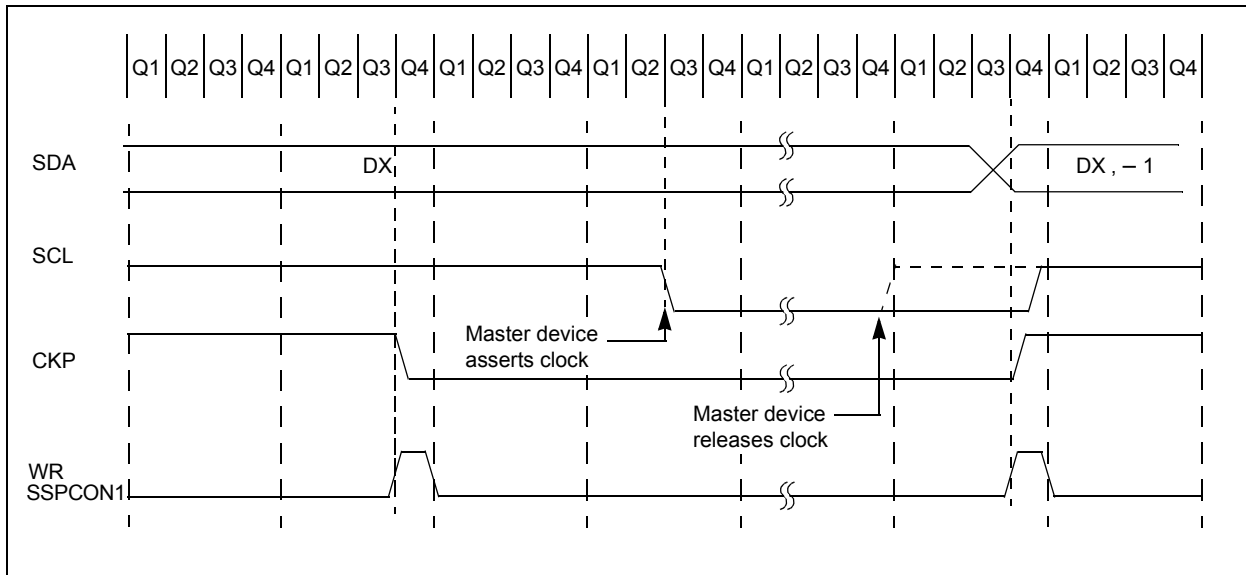 Q1 Q2 Q3 Q4 Q1 Q2 Q3 Q4 Q1 Q2 Q3 Q4 Q1 Q2 Q3 Q4 Q1 Q2 Q3 Q4 Q1 Q2 Q3 Q4 Q1 Q2 Q3 Q4
SDA
DX
DX , – 1
SCL
Master device
asserts clock
CKP
Master device
releases clock
WR
SSPCON1